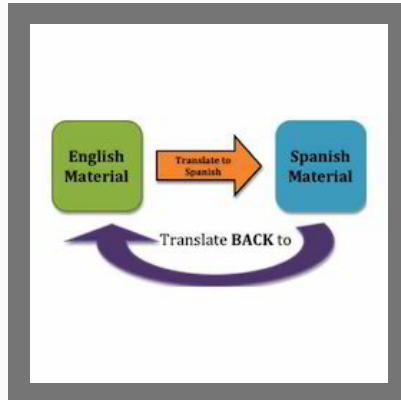 English
Material
Translate to
Spanish
Spanish
Material
Translate BACK to